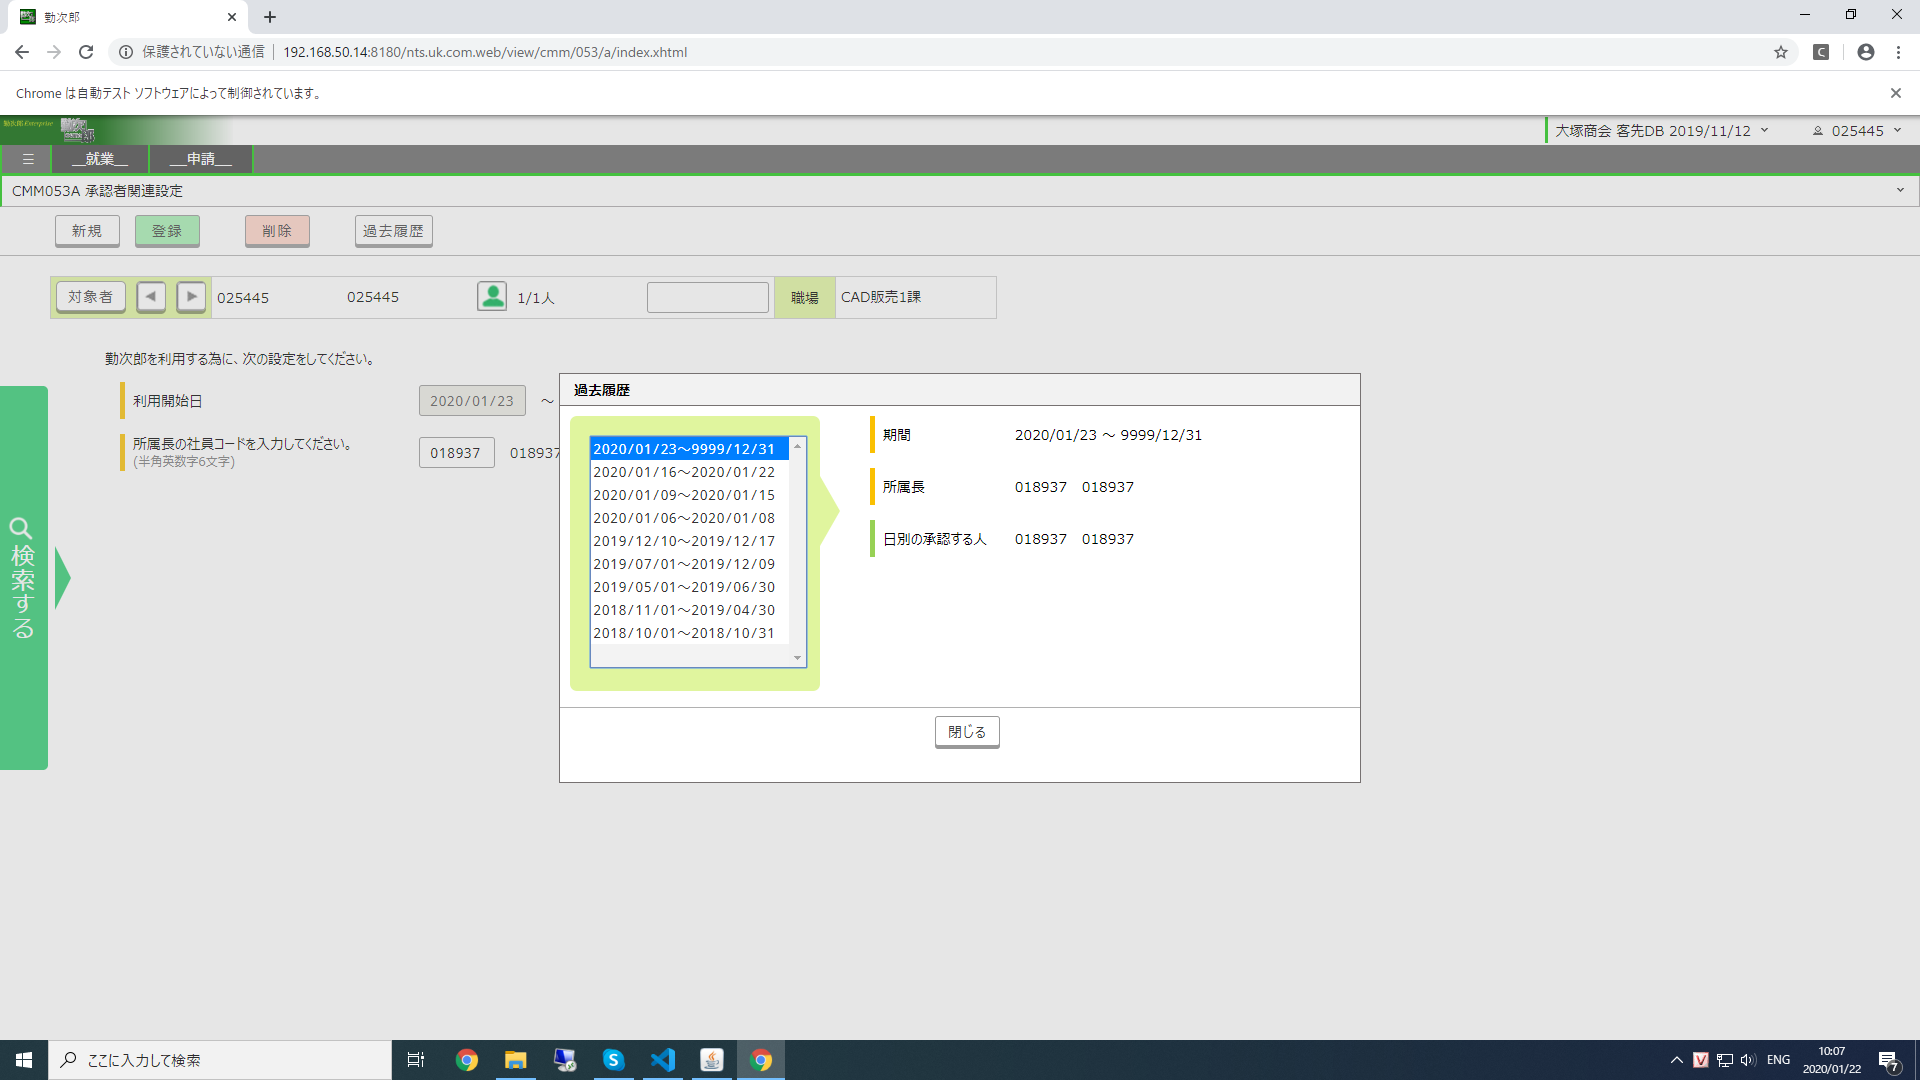 勤次郎
保護されていない通信 192.168.50.14:8180/nts.uk.com.web/view/cmm/053/a/index.xhtml
Chrome は自動テスト ソフトウェアによって制御されています。
勤次郎 Enterprise
大塚商会 客先DB 2019/11/12
025445
就業
申請
CMM053A 承認者関連設定
新規
登録
削除
過去履歴
対象者
025445
025445
1/1人
職場
CAD販売1課
勤次郎を利用する為に、次の設定をしてください。
利用開始日
2020/01/23
～
所属長の社員コードを入力してください。
(半角英数字6文字)
018937
018937
検索する
過去履歴
2020/01/23～9999/12/31
2020/01/16～2020/01/22
2020/01/09～2020/01/15
2020/01/06～2020/01/08
2019/12/10～2019/12/17
2019/07/01～2019/12/09
2019/05/01～2019/06/30
2018/11/01～2019/04/30
2018/10/01～2018/10/31
期間 2020/01/23 ～ 9999/12/31
所属長 018937 018937
日別の承認する人 018937 018937
閉じる
ここに入力して検索
ENG
10:07
2020/01/22
7